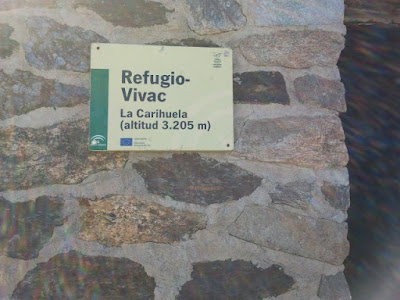 Refugio-
Vivac
La Carihuela
(altitud 3.205 m)